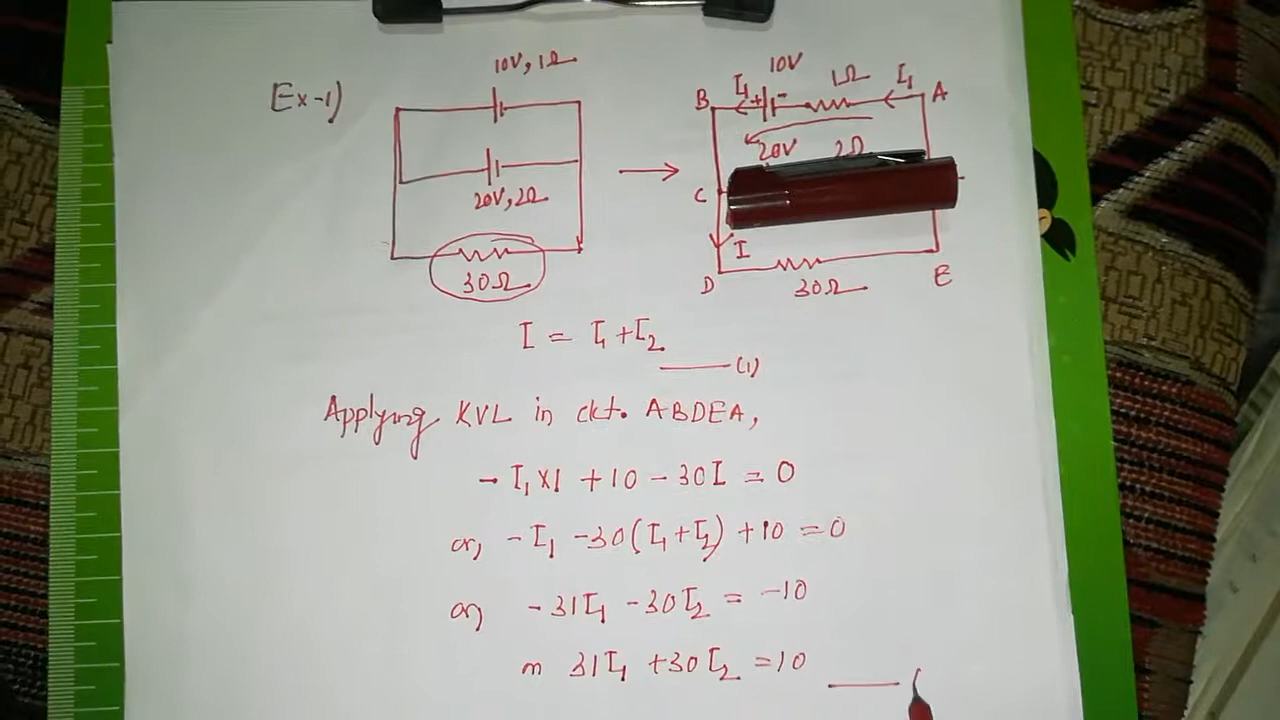 Ex-1)
10V, 1Ω
20V, 2Ω
30Ω
10V
B I₁ + - 1Ω I₁ A
20V 2Ω
C
I
D 30Ω E
I = I₁ + I₂ (1)
Applying KVL in ckt. ABDEA,
- I₁ X 1 + 10 - 30I = 0
or, - I₁ - 30(I₁ + I₂) + 10 = 0
or, - 31I₁ - 30I₂ = -10
or 31I₁ + 30I₂ = 10